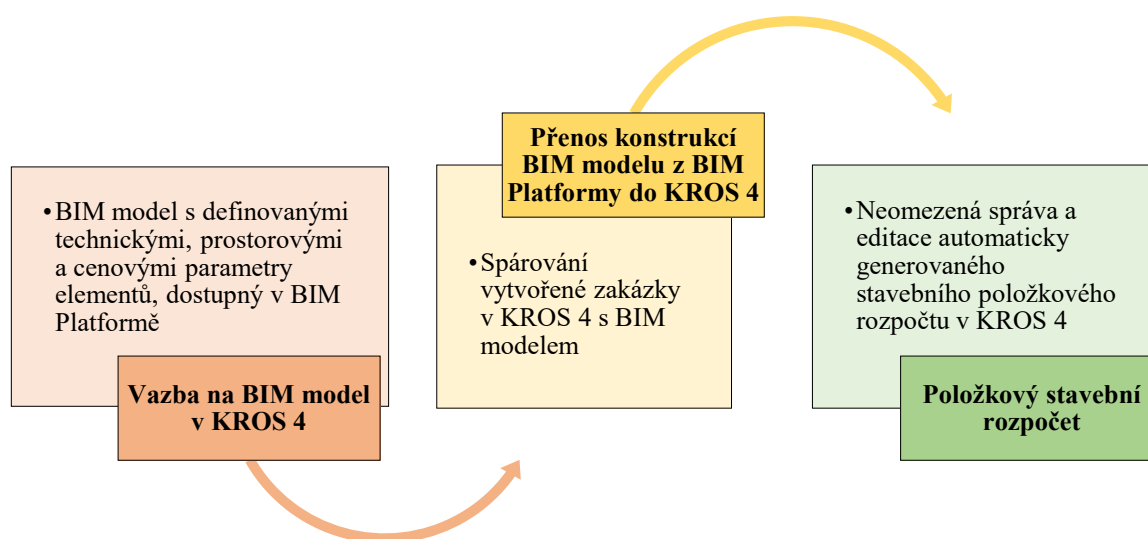 •BIM model s definovanými
technickými, prostorovými
a cenovými parametry
elementů, dostupný v BIM
Platformě
Vazba na BIM model
v KROS 4
Přenos konstrukcí
BIM modelu z BIM
Platformy do KROS 4
•Spárování
vytvořené zakázky
v KROS 4 s BIM
modelem
•Neomezená správa a
editace automaticky
generovaného
stavebního položkového
rozpočtu v KROS 4
Položkový stavební
rozpočet